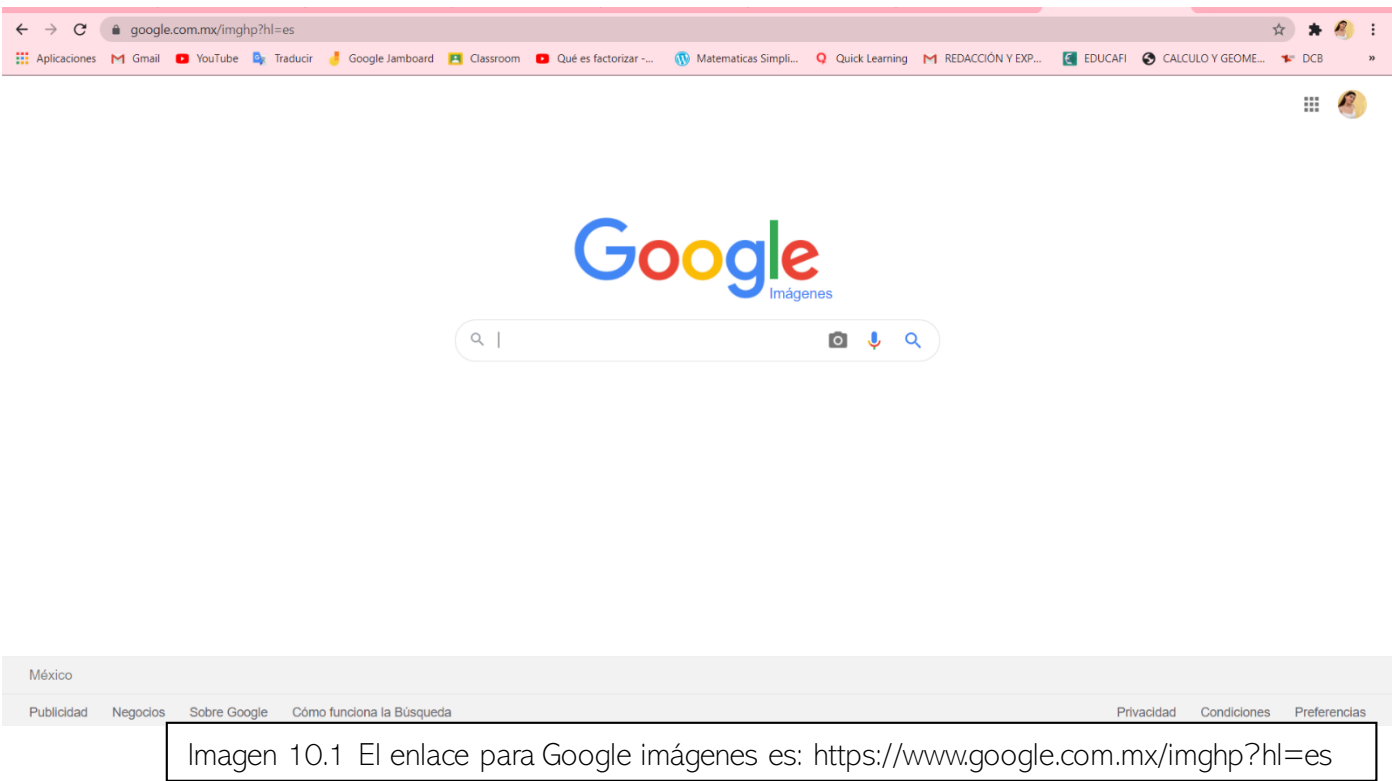 google.com.mx/imghp?hl=es
Aplicaciones Gmail YouTube Traducir Google Jamboard Classroom Qué es factorizar -... Matematicas Simpli... Quick Learning REDACCIÓN Y EXP... EDUCAFI CALCULO Y GEOME... DCB »
Google
Imágenes
México
Publicidad Negocios Sobre Google Cómo funciona la Búsqueda Privacidad Condiciones Preferencias
Imagen 10.1 El enlace para Google imágenes es: https://www.google.com.mx/imghp?hl=es